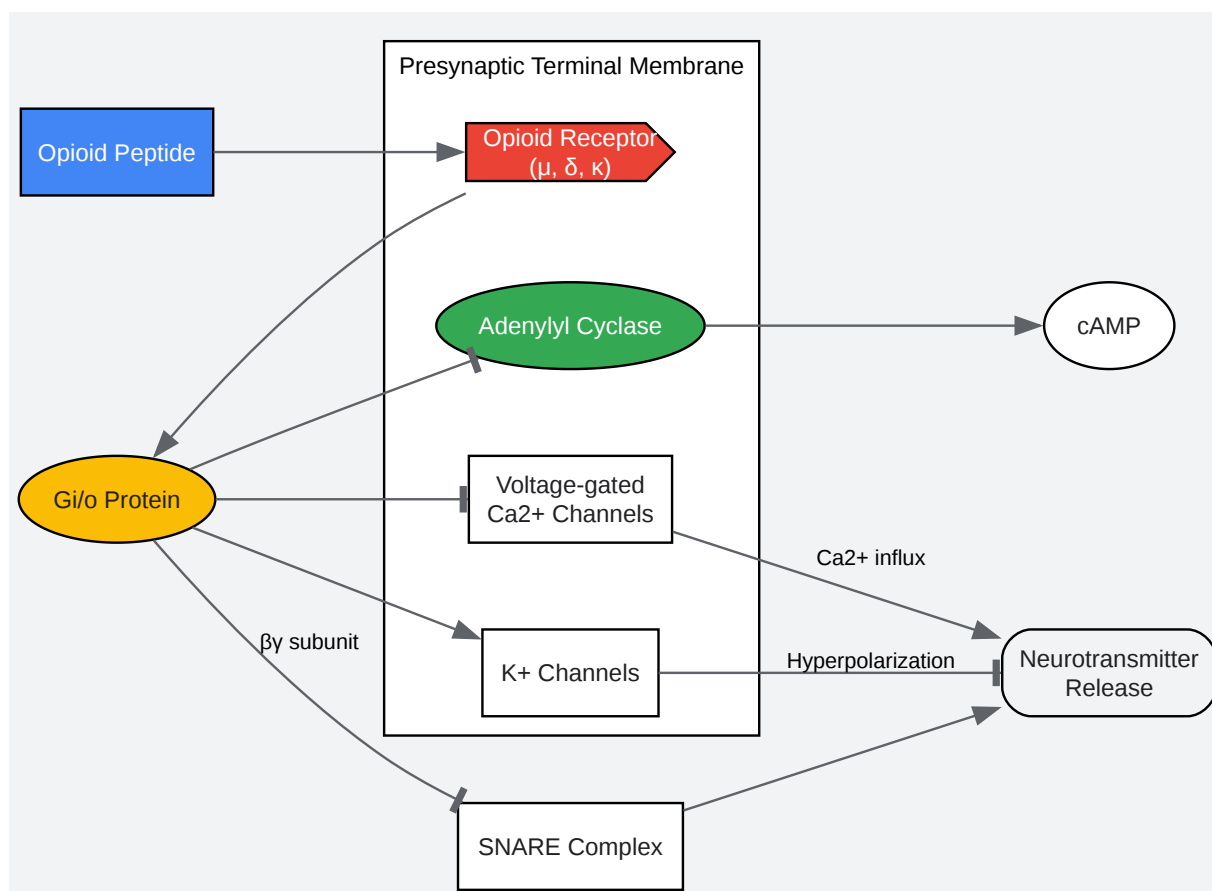 Presynaptic Terminal Membrane
Opioid Peptide
Opioid Receptor
(μ, δ, κ)
Adenylyl Cyclase
cAMP
Gi/o Protein
Voltage-gated
Ca2+ Channels
Ca2+ influx
βγ subunit
K+ Channels
Hyperpolarization
Neurotransmitter
Release
SNARE Complex